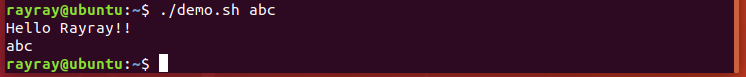 rayray@ubuntu:~$ ./demo.sh abc
Hello Rayray!!
abc
rayray@ubuntu:~$